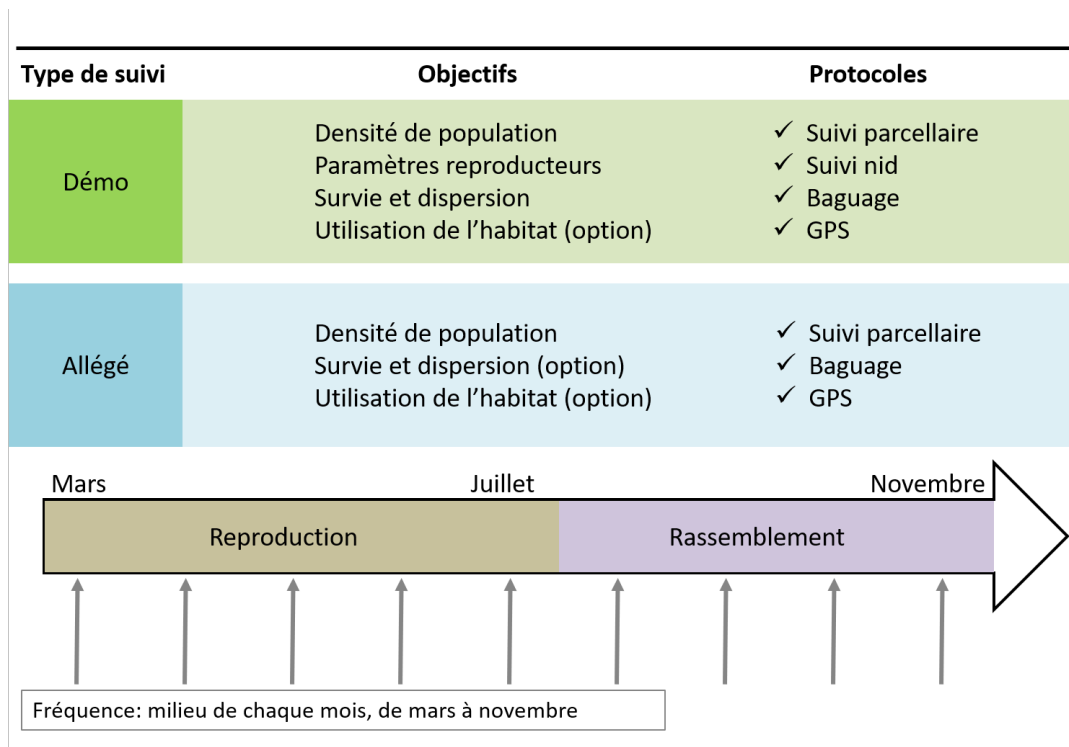 Type de suivi Objectifs Protocoles
Démo
Densité de population ✓ Suivi parcellaire
Paramètres reproducteurs ✓ Suivi nid
Survie et dispersion ✓ Baguage
Utilisation de l’habitat (option) ✓ GPS
Allégé
Densité de population ✓ Suivi parcellaire
Survie et dispersion (option) ✓ Baguage
Utilisation de l’habitat (option) ✓ GPS
Mars Juillet Novembre
Reproduction Rassemblement
Fréquence: milieu de chaque mois, de mars à novembre